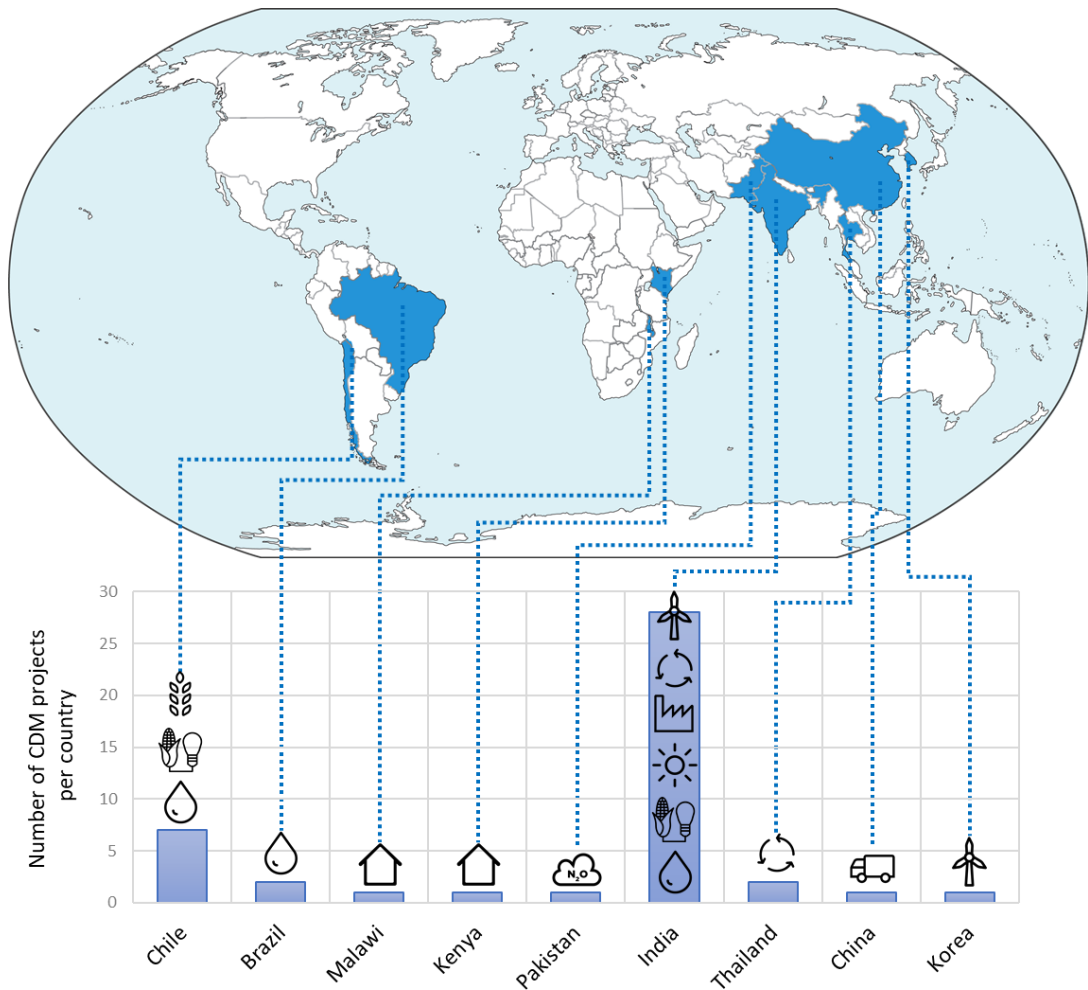 30
25
20
15
10
5
0
Number of CDM projects
per country
N₂O
Chile
Brazil
Malawi
Kenya
Pakistan
India
Thailand
China
Korea